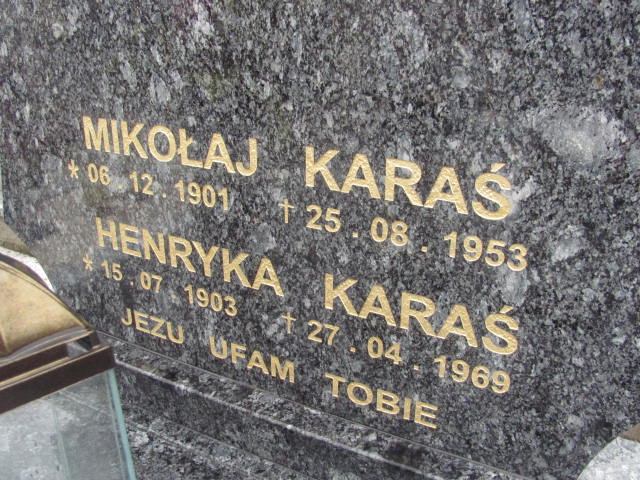 MIKOŁAJ KARAŚ
* 06 . 12 . 1901 † 25 . 08 . 1953
HENRYKA KARAŚ
* 15 . 07 . 1903 † 27 . 04 . 1969
JEZU UFAM TOBIE